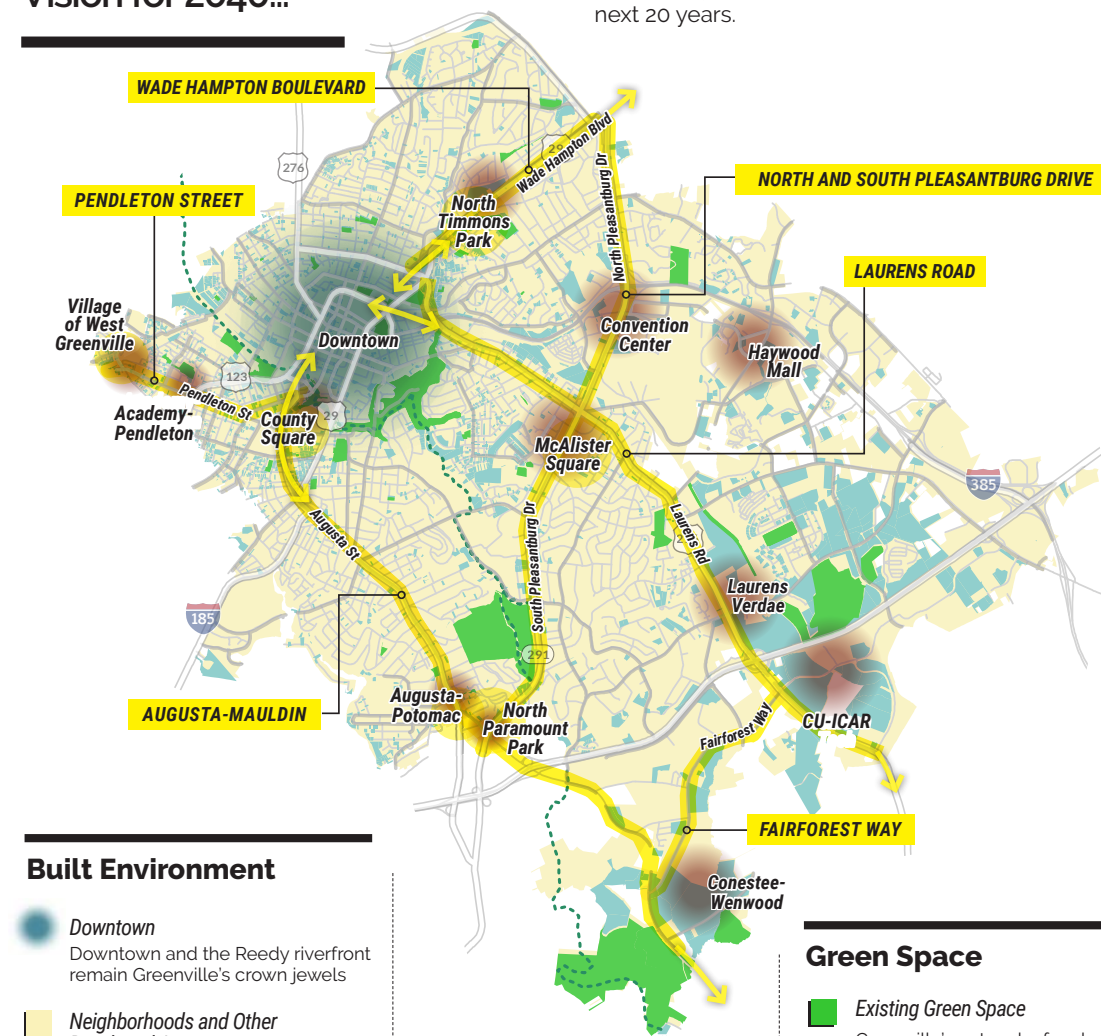 next 20 years.
WADE HAMPTON BOULEVARD
29
Wade Hampton Blvd
276
NORTH AND SOUTH PLEASANTBURG DRIVE
PENDLETON STREET
North
Timmons
Park
North Pleasantburg Dr
LAURENS ROAD
Village
of West
Greenville
Downtown
Convention
Center
Haywood
Mall
123
Pendleton St
Academy-
Pendleton
County
Square
29
McAlister
Square
385
Augusta St
South Pleasantburg Dr
Laurens Rd
Laurens
Verdae
185
291
AUGUSTA-MAULDIN
Augusta-
Potomac
North
Paramount
Park
Fairforest Way
CU-ICAR
FAIRFOREST WAY
Conestee-
Wenwood
Built Environment
Downtown
Downtown and the Reedy riverfront
remain Greenville's crown jewels
Neighborhoods and Other
Green Space
Existing Green Space